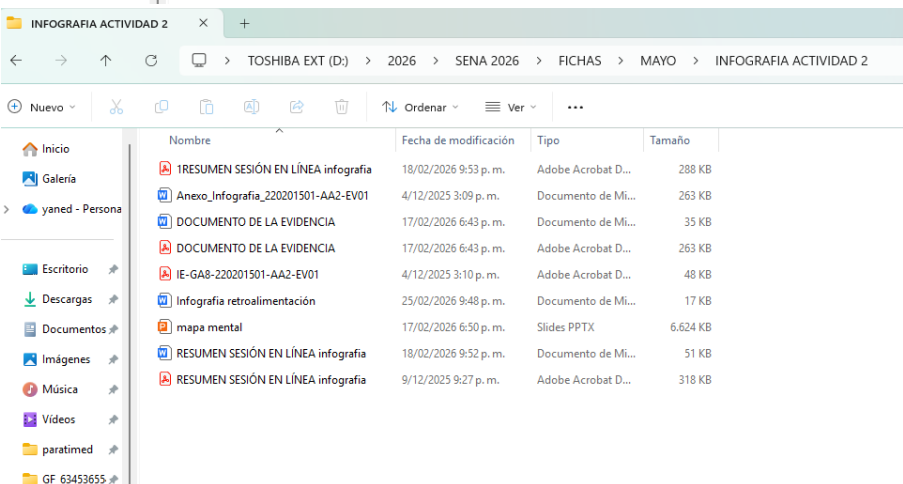 INFOGRAFIA ACTIVIDAD 2
TOSHIBA EXT (D:) > 2026 > SENA 2026 > FICHAS > MAYO > INFOGRAFIA ACTIVIDAD 2
Nuevo Ordenar Ver
Nombre Fecha de modificación Tipo Tamaño
Inicio
Galería
yaned - Persona
Escritorio
Descargas
Documentos
Imágenes
Música
Vídeos
paratimed
GF_63453655
1RESUMEN SESIÓN EN LÍNEA infografia 18/02/2026 9:53 p. m. Adobe Acrobat D... 288 KB
Anexo_Infografia_220201501-AA2-EV01 4/12/2025 3:09 p. m. Documento de Mi... 263 KB
DOCUMENTO DE LA EVIDENCIA 17/02/2026 6:43 p. m. Documento de Mi... 35 KB
DOCUMENTO DE LA EVIDENCIA 17/02/2026 6:43 p. m. Adobe Acrobat D... 263 KB
IE-GA8-220201501-AA2-EV01 4/12/2025 3:10 p. m. Adobe Acrobat D... 48 KB
Infografia retroalimentación 25/02/2026 9:48 p. m. Documento de Mi... 17 KB
mapa mental 17/02/2026 6:50 p. m. Slides PPTX 6.624 KB
RESUMEN SESIÓN EN LÍNEA infografia 18/02/2026 9:52 p. m. Documento de Mi... 51 KB
RESUMEN SESIÓN EN LÍNEA infografia 9/12/2025 9:27 p. m. Adobe Acrobat D... 318 KB